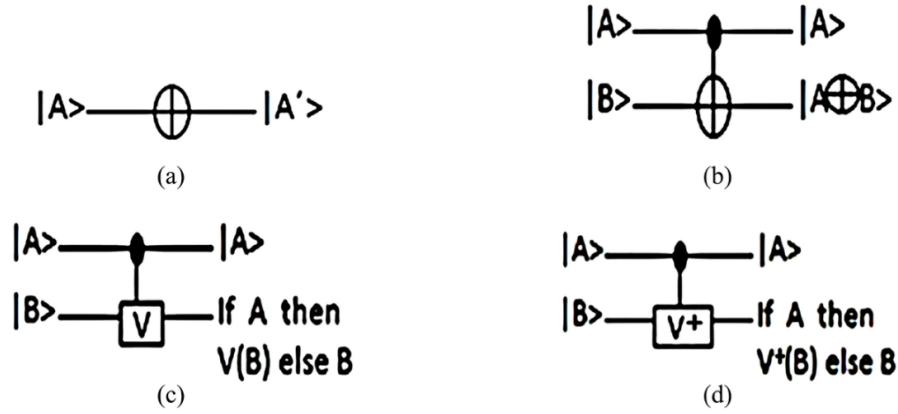 |A> |A'>
(a)
|A> |A>
|B> |A⊕B>
(b)
|A> |A>
|B> V If A then
V(B) else B
(c)
|A> |A>
|B> V+ If A then
V+(B) else B
(d)